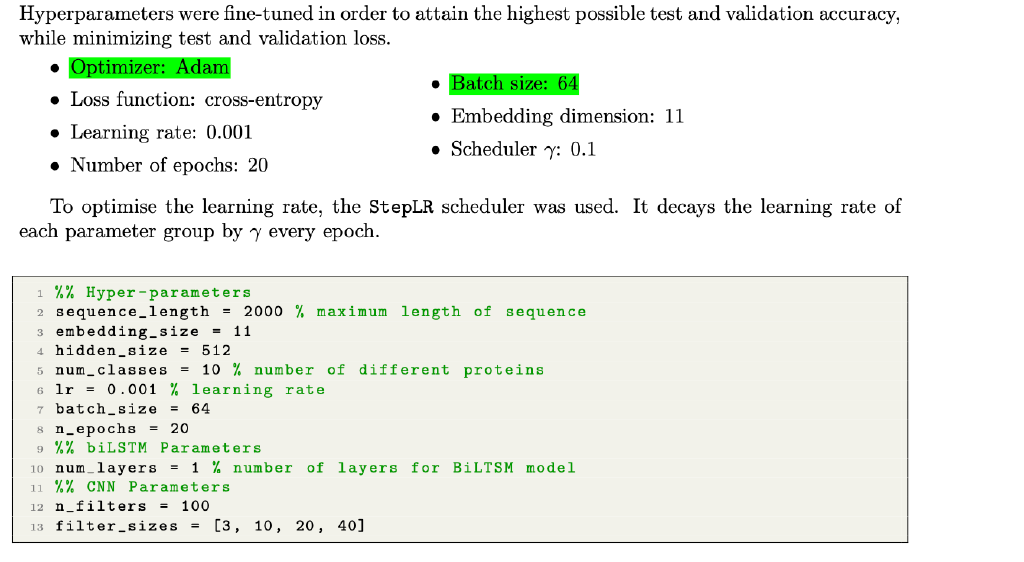 Hyperparameters were fine-tuned in order to attain the highest possible test and validation accuracy,
while minimizing test and validation loss.
• Optimizer: Adam
• Loss function: cross-entropy
• Learning rate: 0.001
• Number of epochs: 20
• Batch size: 64
• Embedding dimension: 11
• Scheduler γ: 0.1
To optimise the learning rate, the StepLR scheduler was used. It decays the learning rate of
each parameter group by γ every epoch.
1 %% Hyper-parameters
2 sequence_length = 2000 % maximum length of sequence
3 embedding_size = 11
4 hidden_size = 512
5 num_classes = 10 % number of different proteins
6 lr = 0.001 % learning rate
7 batch_size = 64
8 n_epochs = 20
9 %% biLSTM Parameters
10 num_layers = 1 % number of layers for BiLTSM model
11 %% CNN Parameters
12 n_filters = 100
13 filter_sizes = [3, 10, 20, 40]